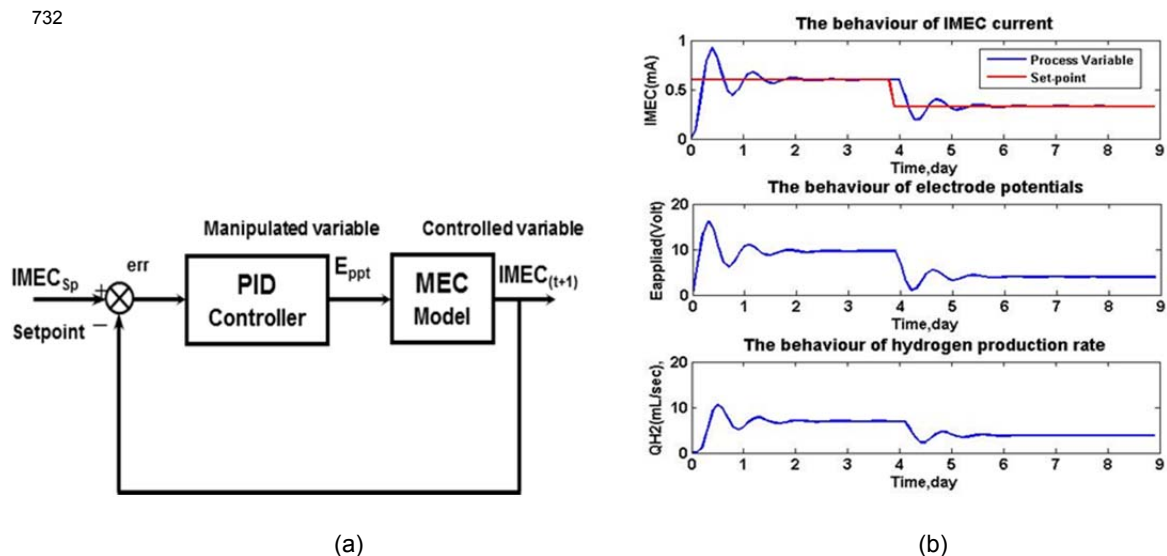 732
Manipulated variable
Controlled variable
IMEC Sp
+
err
PID
Controller
E ppt
MEC
Model
IMEC (t+1)
Setpoint
−
(a)
The behaviour of IMEC current
IMEC(mA)
1
0.5
0
Process Variable
Set-point
0 1 2 3 4 5 6 7 8 9
Time,day
The behaviour of electrode potentials
Eappliad(Volt)
20
10
0
0 1 2 3 4 5 6 7 8 9
Time,day
The behaviour of hydrogen production rate
QH2(mL/sec),
20
10
0
0 1 2 3 4 5 6 7 8 9
Time,day
(b)